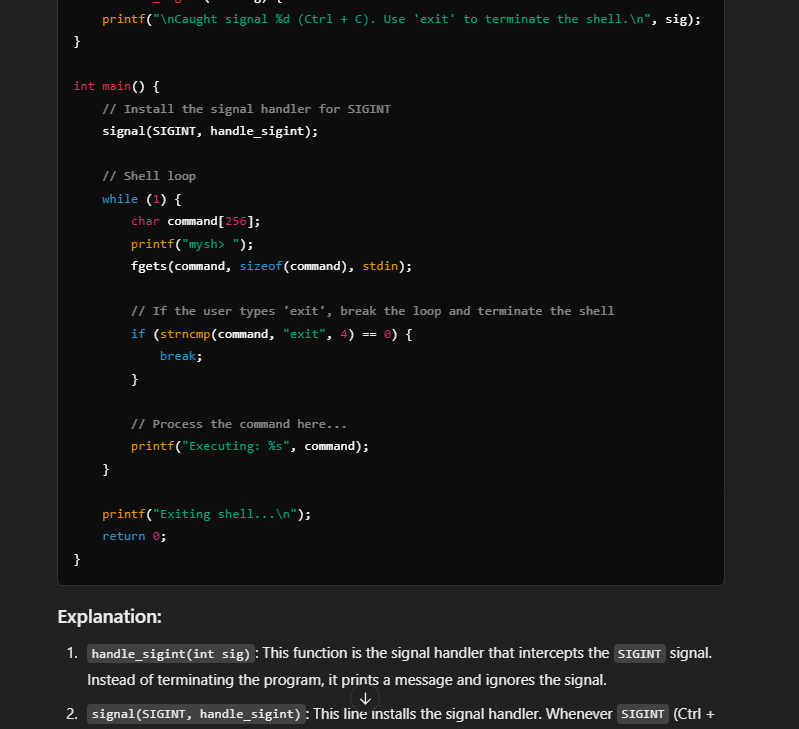 printf("\nCaught signal %d (Ctrl + C). Use 'exit' to terminate the shell.\n", sig);
}
int main() {
// Install the signal handler for SIGINT
signal(SIGINT, handle_sigint);
// Shell loop
while (1) {
char command[256];
printf("mysh> ");
fgets(command, sizeof(command), stdin);
// If the user types 'exit', break the loop and terminate the shell
if (strncmp(command, "exit", 4) == 0) {
break;
}
// Process the command here...
printf("Executing: %s", command);
}
printf("Exiting shell...\n");
return 0;
}
Explanation:
1. handle_sigint(int sig): This function is the signal handler that intercepts the SIGINT signal.
Instead of terminating the program, it prints a message and ignores the signal.
2. signal(SIGINT, handle_sigint): This line installs the signal handler. Whenever SIGINT (Ctrl +